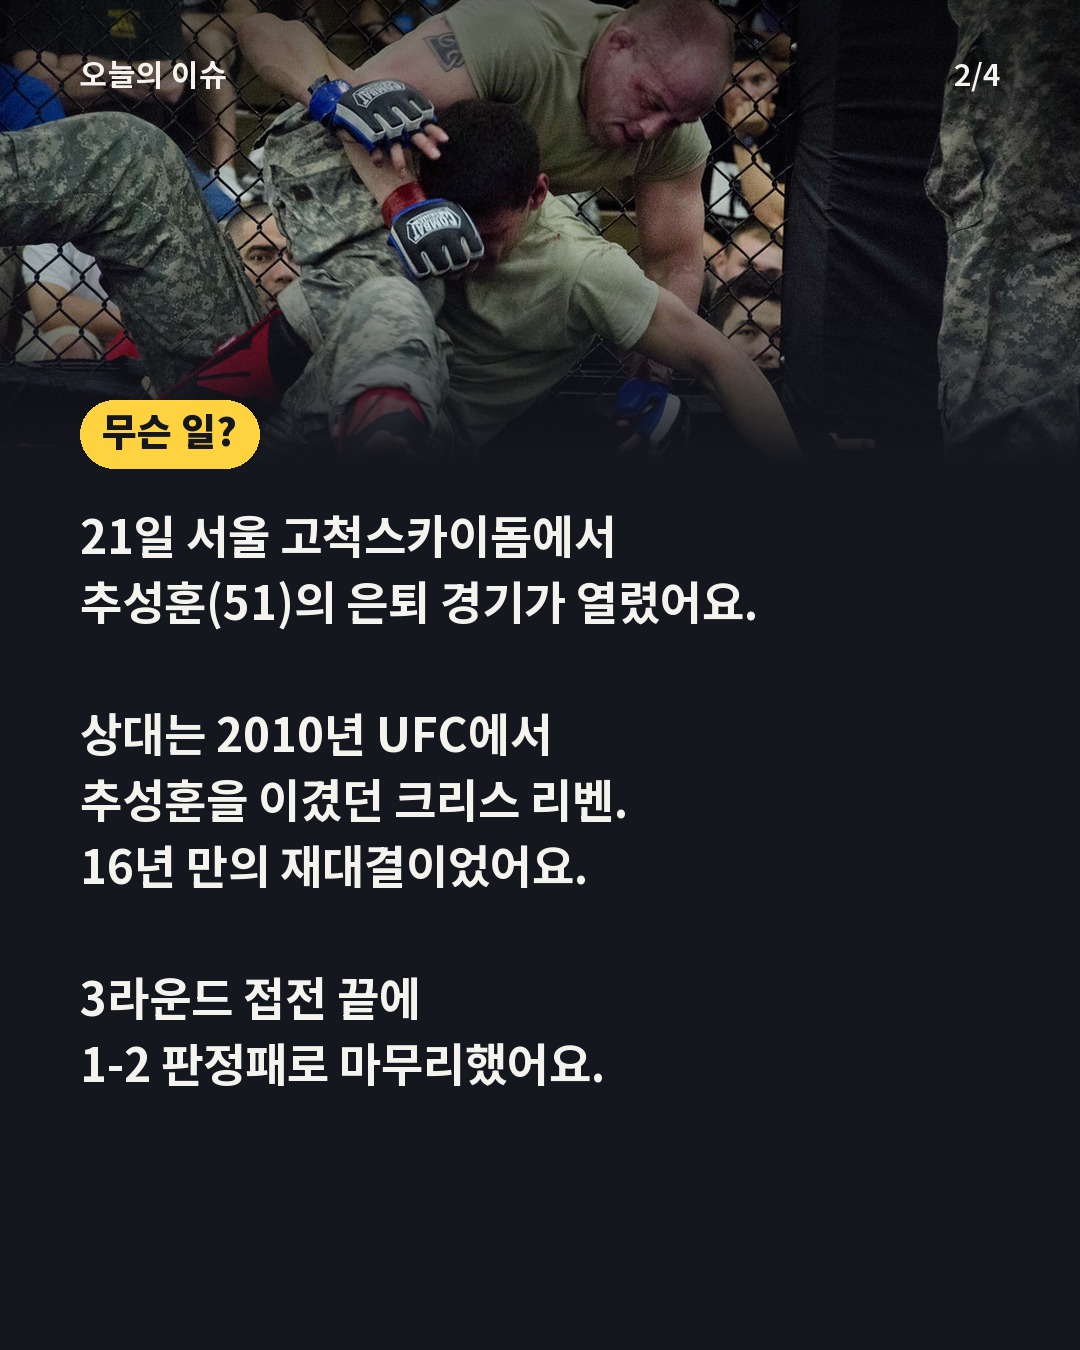 오늘의 이슈
2/4
COMBAT
COMBAT
무슨 일?
21일 서울 고척스카이돔에서
추성훈(51)의 은퇴 경기가 열렸어요.
상대는 2010년 UFC에서
추성훈을 이겼던 크리스 리벤.
16년 만의 재대결이었어요.
3라운드 접전 끝에
1-2 판정패로 마무리했어요.